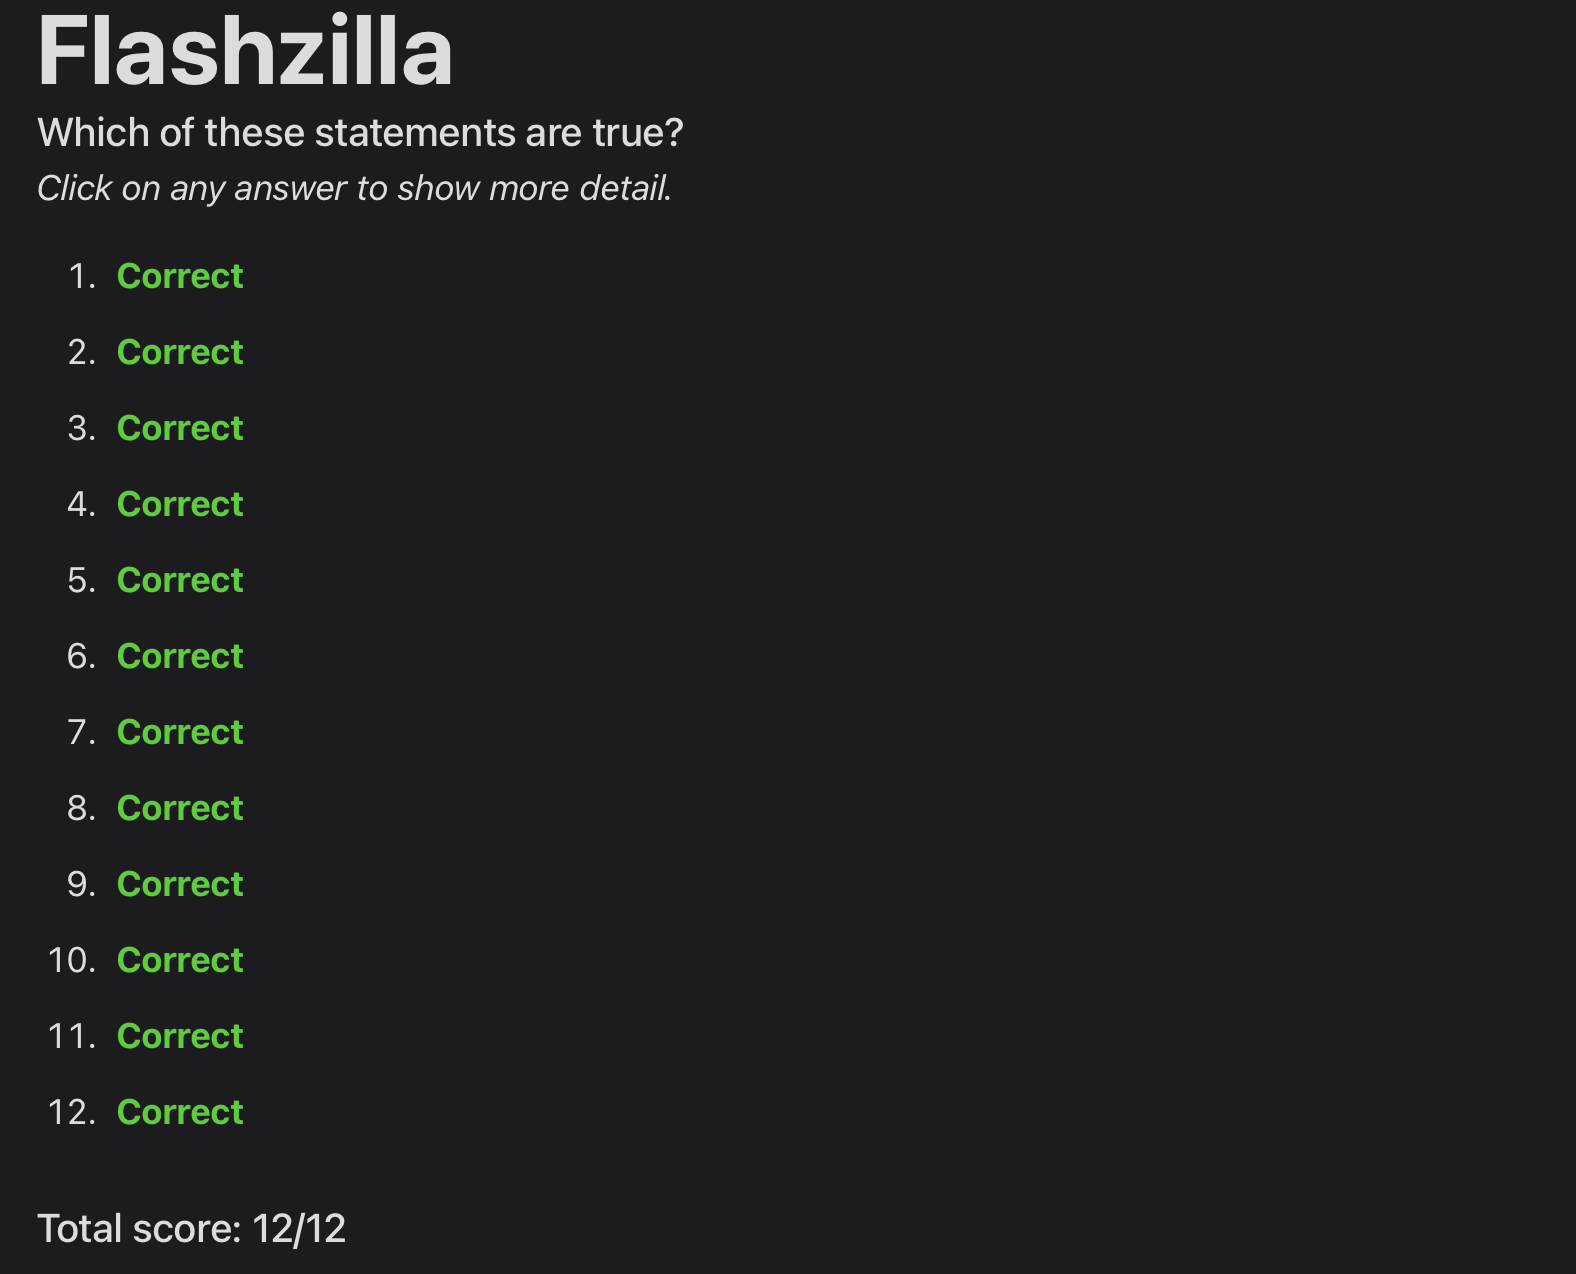 Flashzilla
Which of these statements are true?
Click on any answer to show more detail.
1. Correct
2. Correct
3. Correct
4. Correct
5. Correct
6. Correct
7. Correct
8. Correct
9. Correct
10. Correct
11. Correct
12. Correct
Total score: 12/12